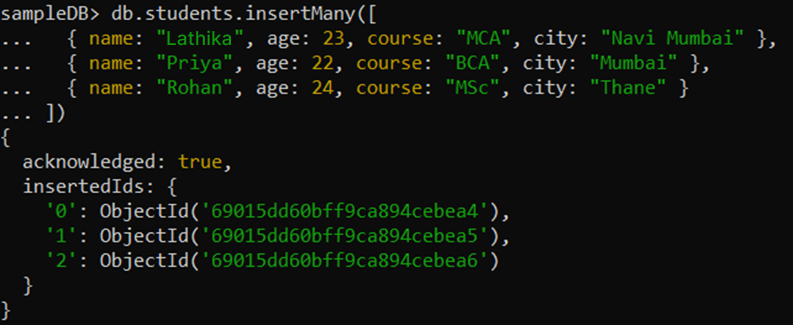 sampleDB> db.students.insertMany([
...   { name: "Lathika", age: 23, course: "MCA", city: "Navi Mumbai" },
...   { name: "Priya", age: 22, course: "BCA", city: "Mumbai" },
...   { name: "Rohan", age: 24, course: "MSc", city: "Thane" }
... ])
{
  acknowledged: true,
  insertedIds: {
    '0': ObjectId('69015dd60bff9ca894cebea4'),
    '1': ObjectId('69015dd60bff9ca894cebea5'),
    '2': ObjectId('69015dd60bff9ca894cebea6')
  }
}